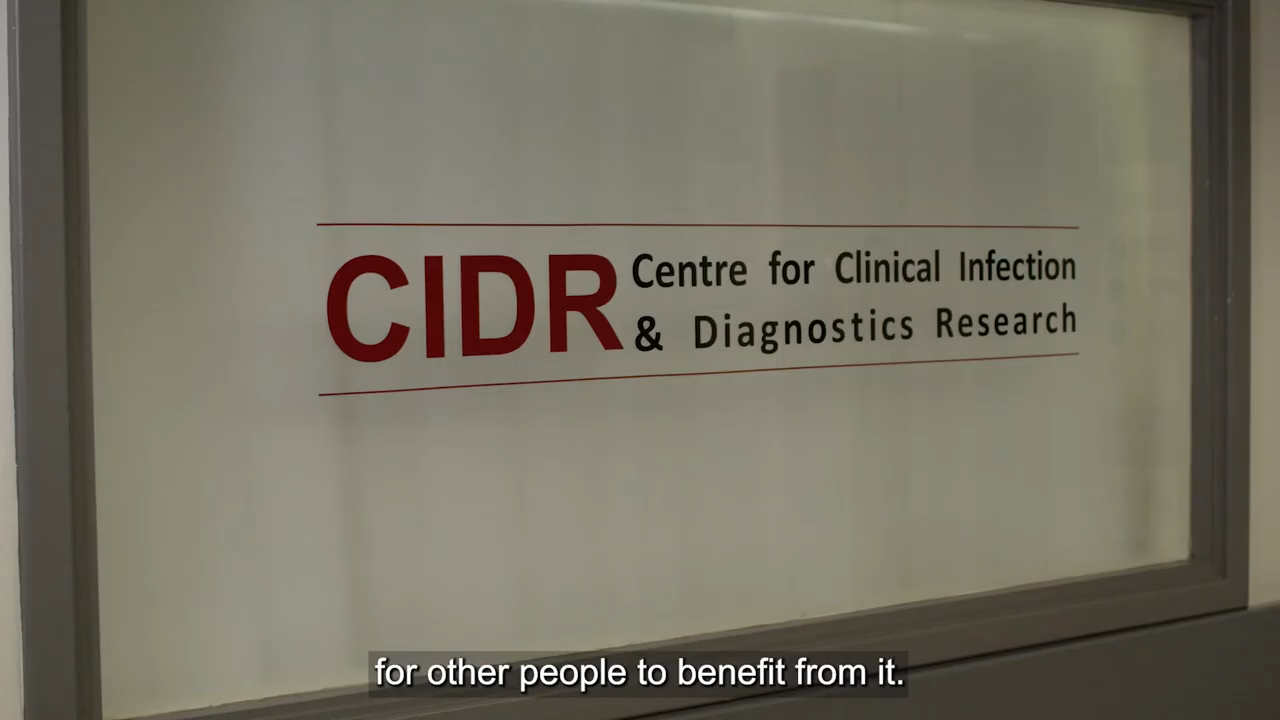 CIDR
Centre for Clinical Infection
& Diagnostics Research
for other people to benefit from it.